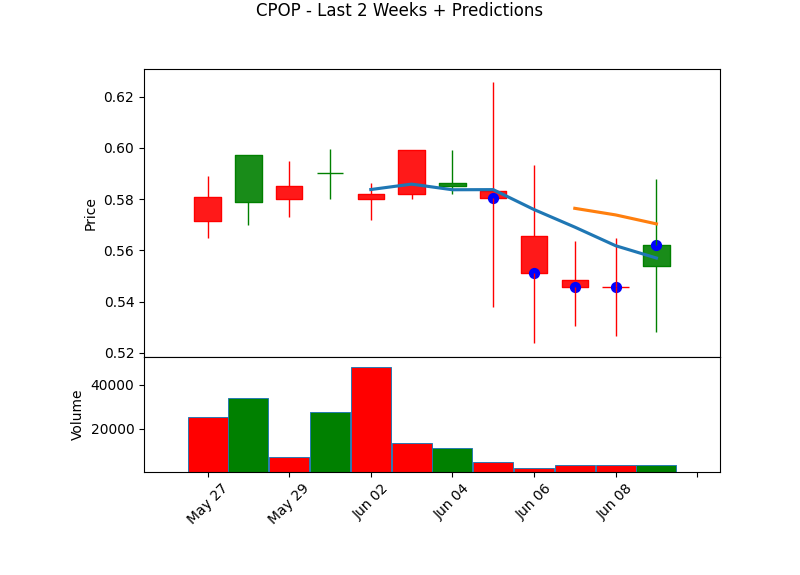 CPOP - Last 2 Weeks + Predictions
0.62
0.60
0.58
0.56
0.54
0.52
Price
40000
20000
Volume
May 27
May 29
Jun 02
Jun 04
Jun 06
Jun 08